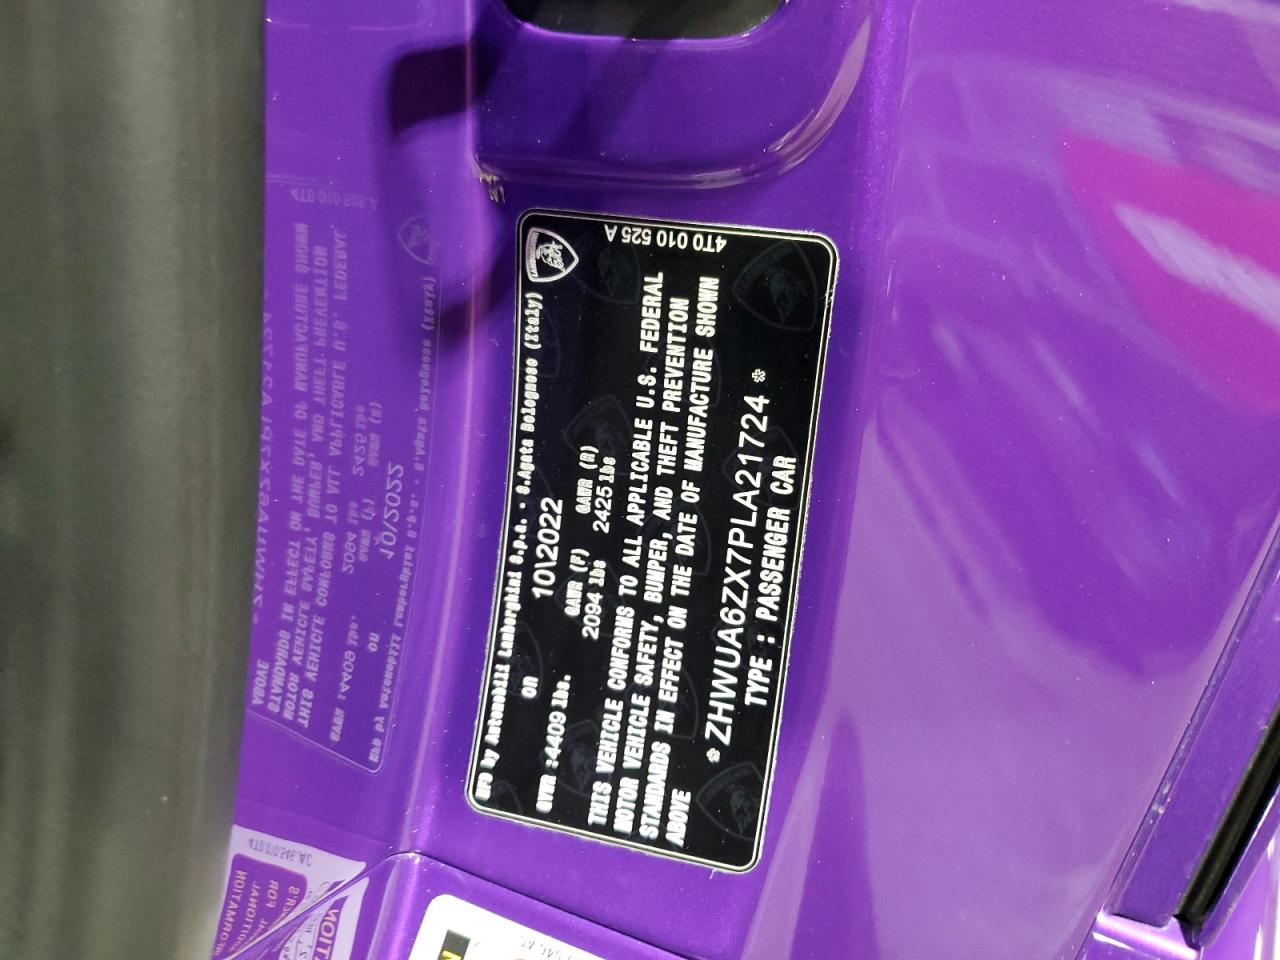 MFD by Automobili Lamborghini S.p.A. - S.Agata Bolognese (Italy)
on 10\2022
GVWR :4409 lbs.
GAWR (F) GAWR (R)
2094 lbs 2425 lbs
THIS VEHICLE CONFORMS TO ALL APPLICABLE U.S. FEDERAL
MOTOR VEHICLE SAFETY, BUMPER, AND THEFT PREVENTION
STANDARDS IN EFFECT ON THE DATE OF MANUFACTURE SHOWN
ABOVE
* ZHWUA6ZX7PLA21724 *
TYPE : PASSENGER CAR
4T0 010 525 A